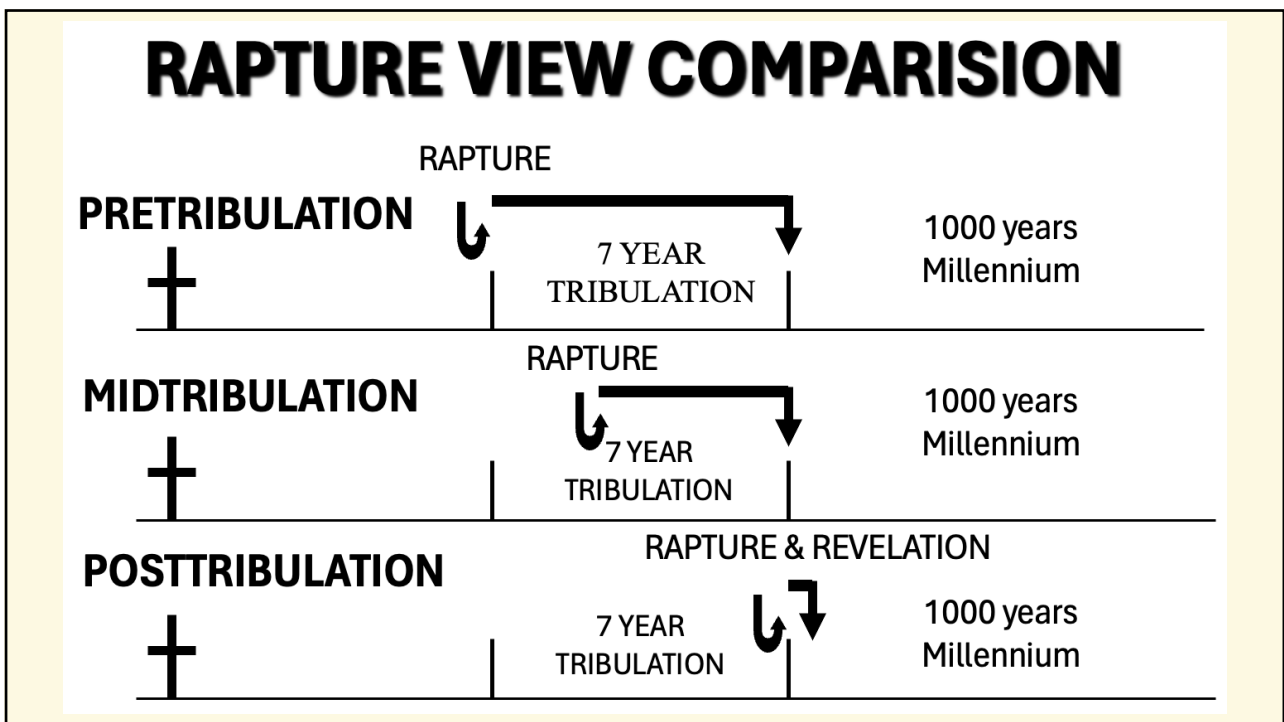 RAPTURE VIEW COMPARISION
RAPTURE
PRETRIBULATION
7 YEAR
TRIBULATION
1000 years
Millennium
RAPTURE
MIDTRIBULATION
7 YEAR
TRIBULATION
1000 years
Millennium
RAPTURE & REVELATION
POSTTRIBULATION
7 YEAR
TRIBULATION
1000 years
Millennium